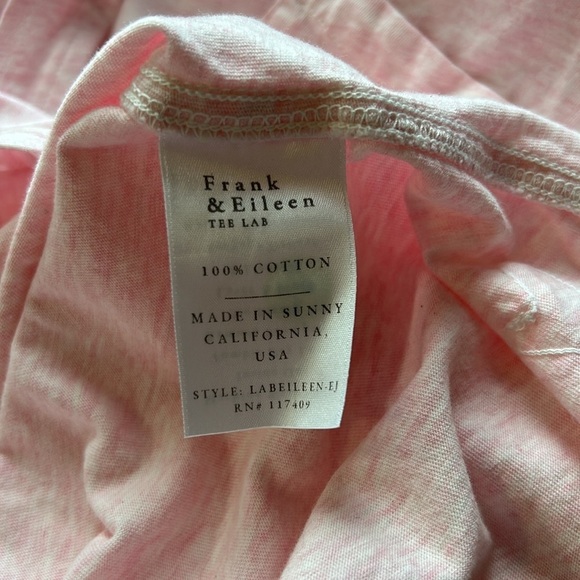 Frank
& Eileen
TEE LAB
100% COTTON
MADE IN SUNNY
CALIFORNIA,
USA
STYLE: LABEILEEN-EJ
RN# 117409